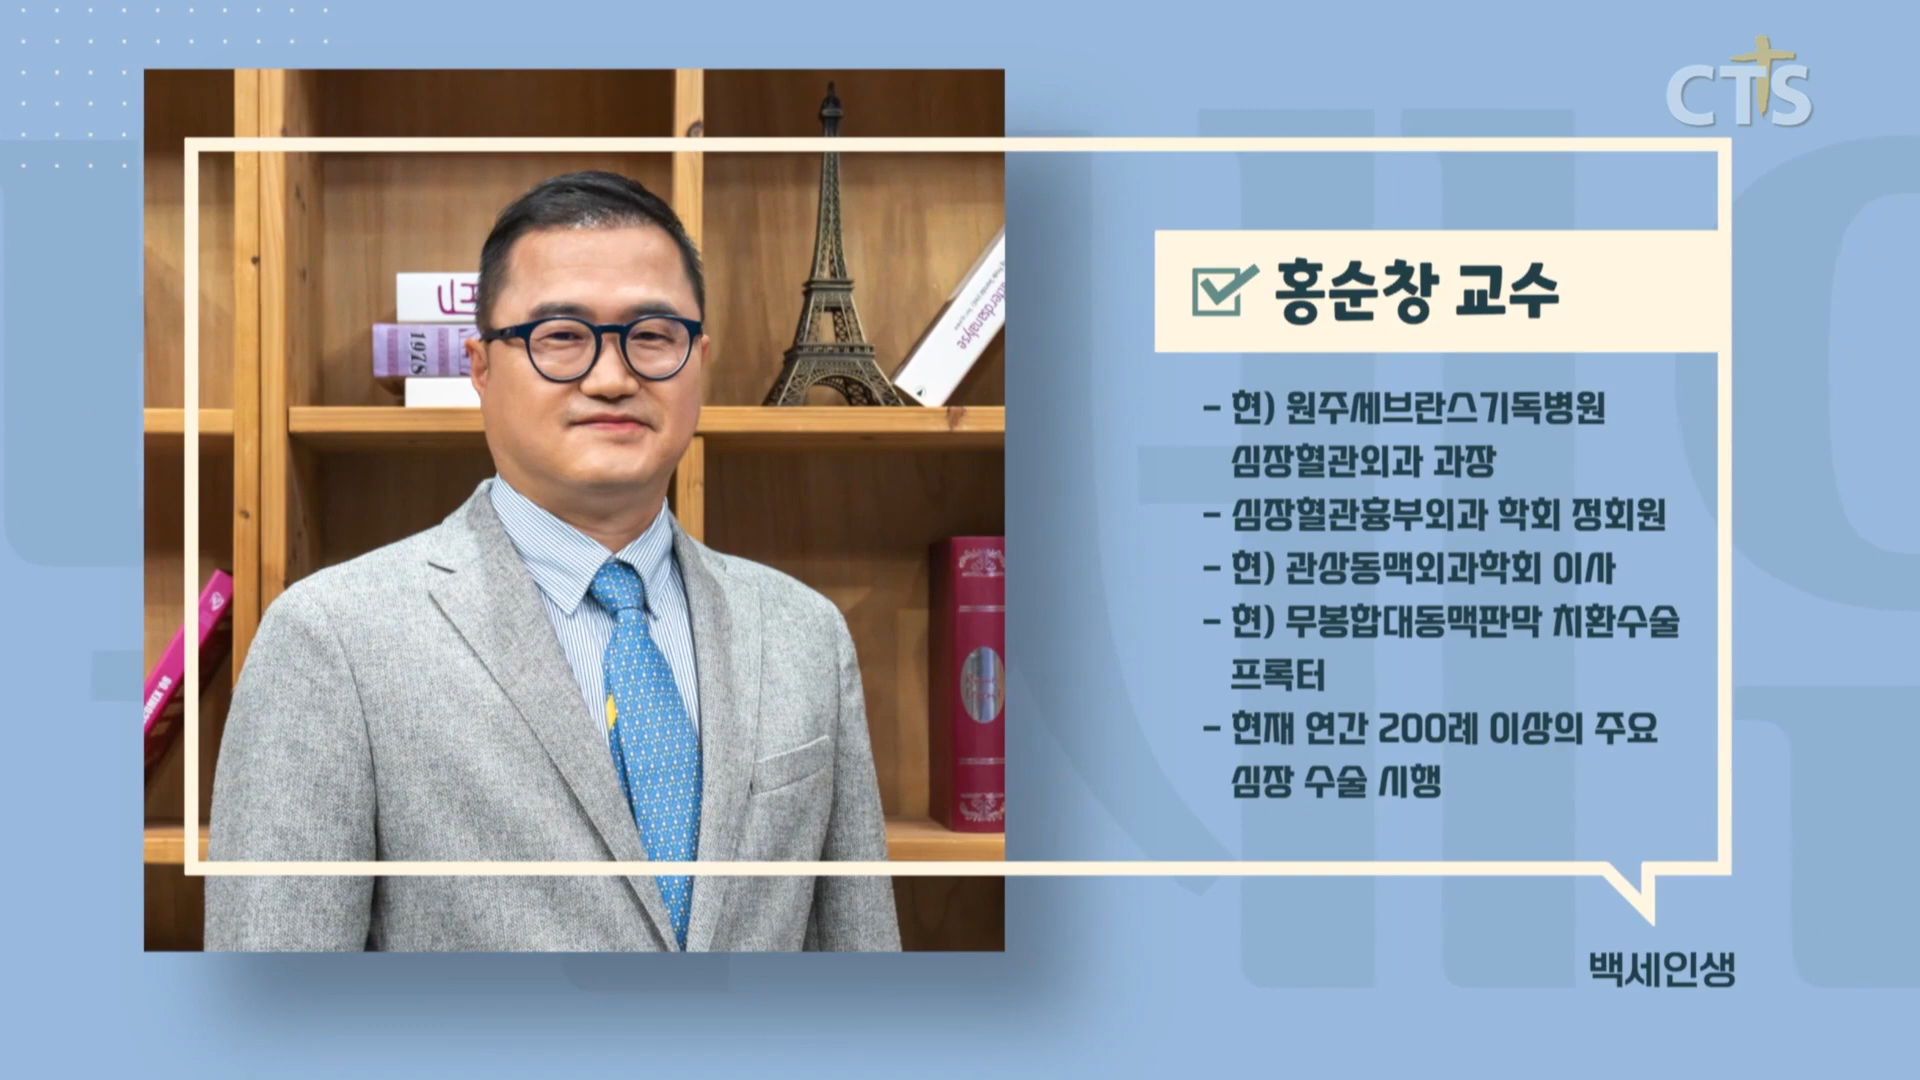 CTS
홍순창 교수
- 현) 원주세브란스기독병원
심장혈관외과 과장
- 심장혈관흉부외과 학회 정회원
- 현) 관상동맥외과학회 이사
- 현) 무봉합대동맥판막 치환수술
프록터
- 현재 연간 200례 이상의 주요
심장 수술 시행
백세인생
1978